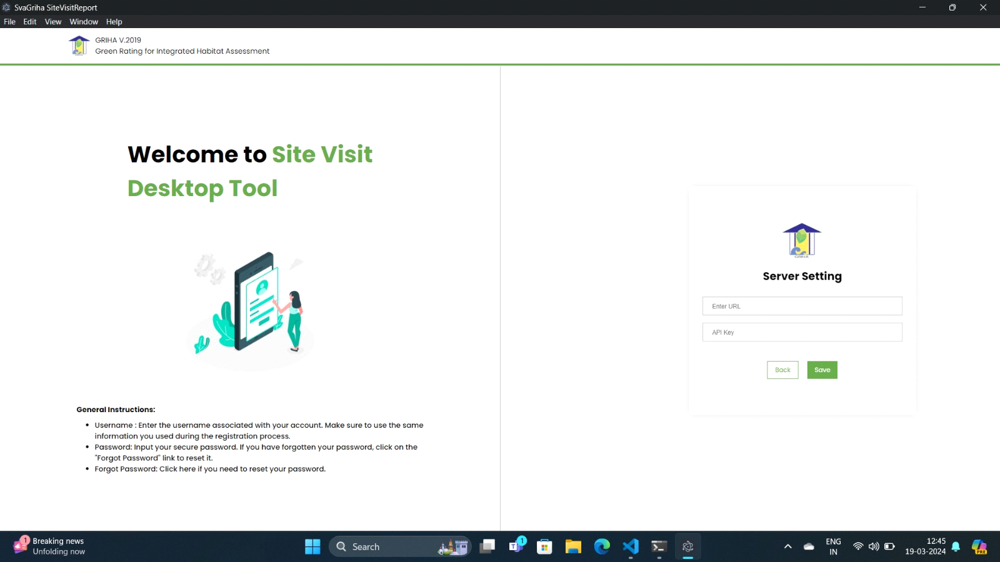 SvaGriha SiteVisitReport
File Edit View Window Help
GRIHA V.2019
Green Rating for Integrated Habitat Assessment
Welcome to Site Visit
Desktop Tool
General Instructions:
Username : Enter the username associated with your account. Make sure to use the same
information you used during the registration process.
Password: Input your secure password. If you have forgotten your password, click on the
"Forgot Password" link to reset it.
Forgot Password: Click here if you need to reset your password.
GRIHA
Server Setting
Enter URL
API Key
Back Save
1
Breaking news
Unfolding now
Search
1
ENG
IN
12:45
19-03-2024
PRE